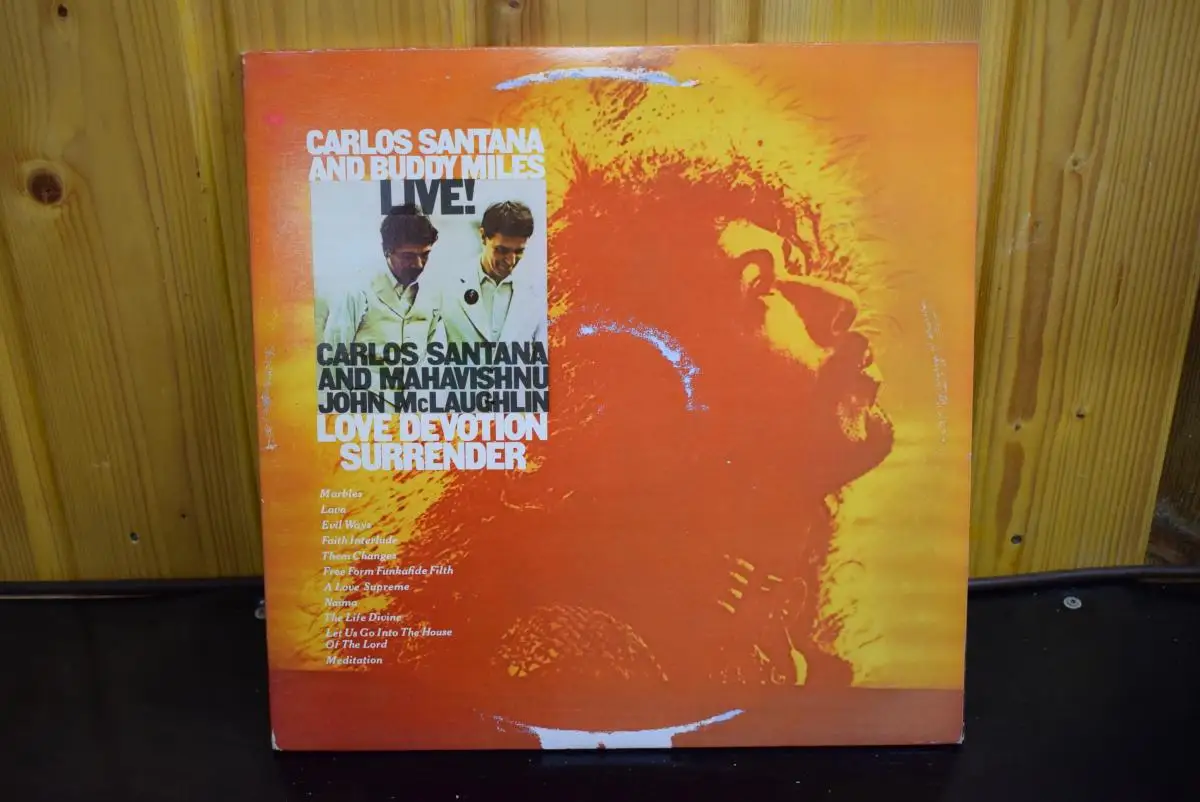 CARLOS SANTANA
AND BUDDY MILES
LIVE!
CARLOS SANTANA
AND MAHAVISHNU
JOHN McLAUGHLIN
LOVE DEVOTION
SURRENDER
Marbles
Lava
Evil Ways
Faith Interlude
Them Changes
Free Form Funkafide Filth
A Love Supreme
Naima
The Life Divine
Let Us Go Into The House
Of The Lord
Meditation